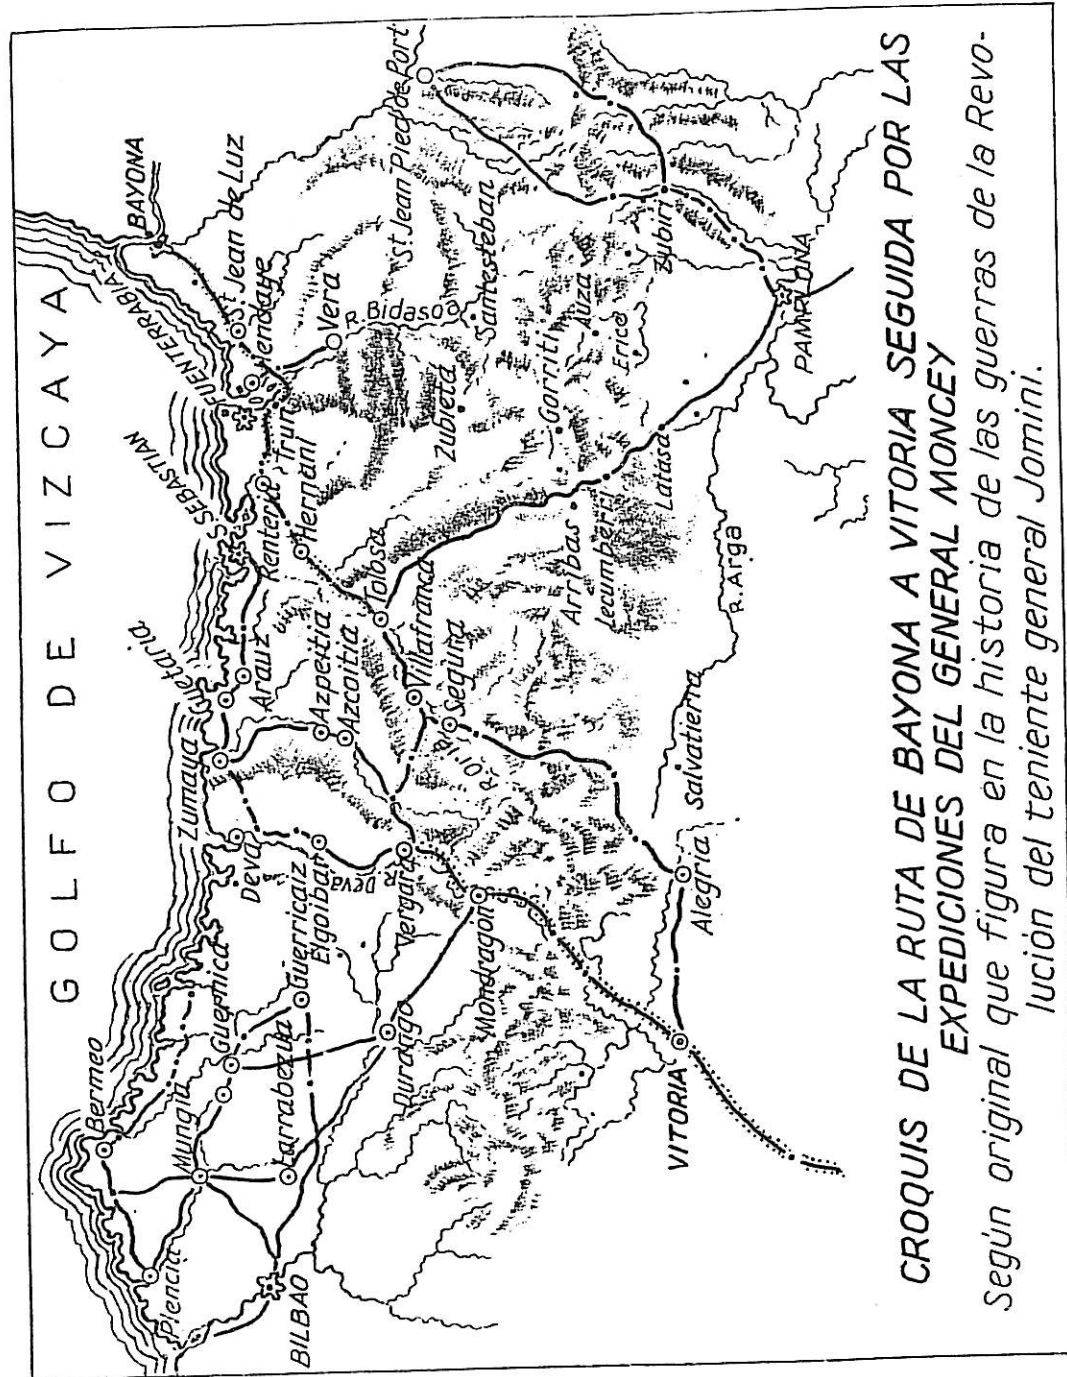 GOLFO DE VIZCAYA
BAYONA
St Jean de Luz
FUENTERRABIA
Hendaye
Vera
R. Bidasoa
St Jean Pied de Port
S. SEBASTIAN
Irun
Renteria
Hernani
Zubieta
Santesteban
Gorriti
Auza
Erice
Zubiri
PAMPLONA
Guetaria
Arauz
Tolosa
Arribas
Lecumberri
Latasa
R. Arga
Zumaya
Azpeitia
Azcoitia
Villafranca
Segura
R. Oria
Salvatierra
Deva
Elgoibar
R. Deva
Vergara
Mondragon
Alegria
Bermeo
Guernica
Guerricaiz
Mungia
Larrabezua
Durango
VITORIA
Plencia
BILBAO
CROQUIS DE LA RUTA DE BAYONA A VITORIA SEGUIDA POR LAS
EXPEDICIONES DEL GENERAL MONCEY
Según original que figura en la historia de las guerras de la Revo-
lución del teniente general Jomini.